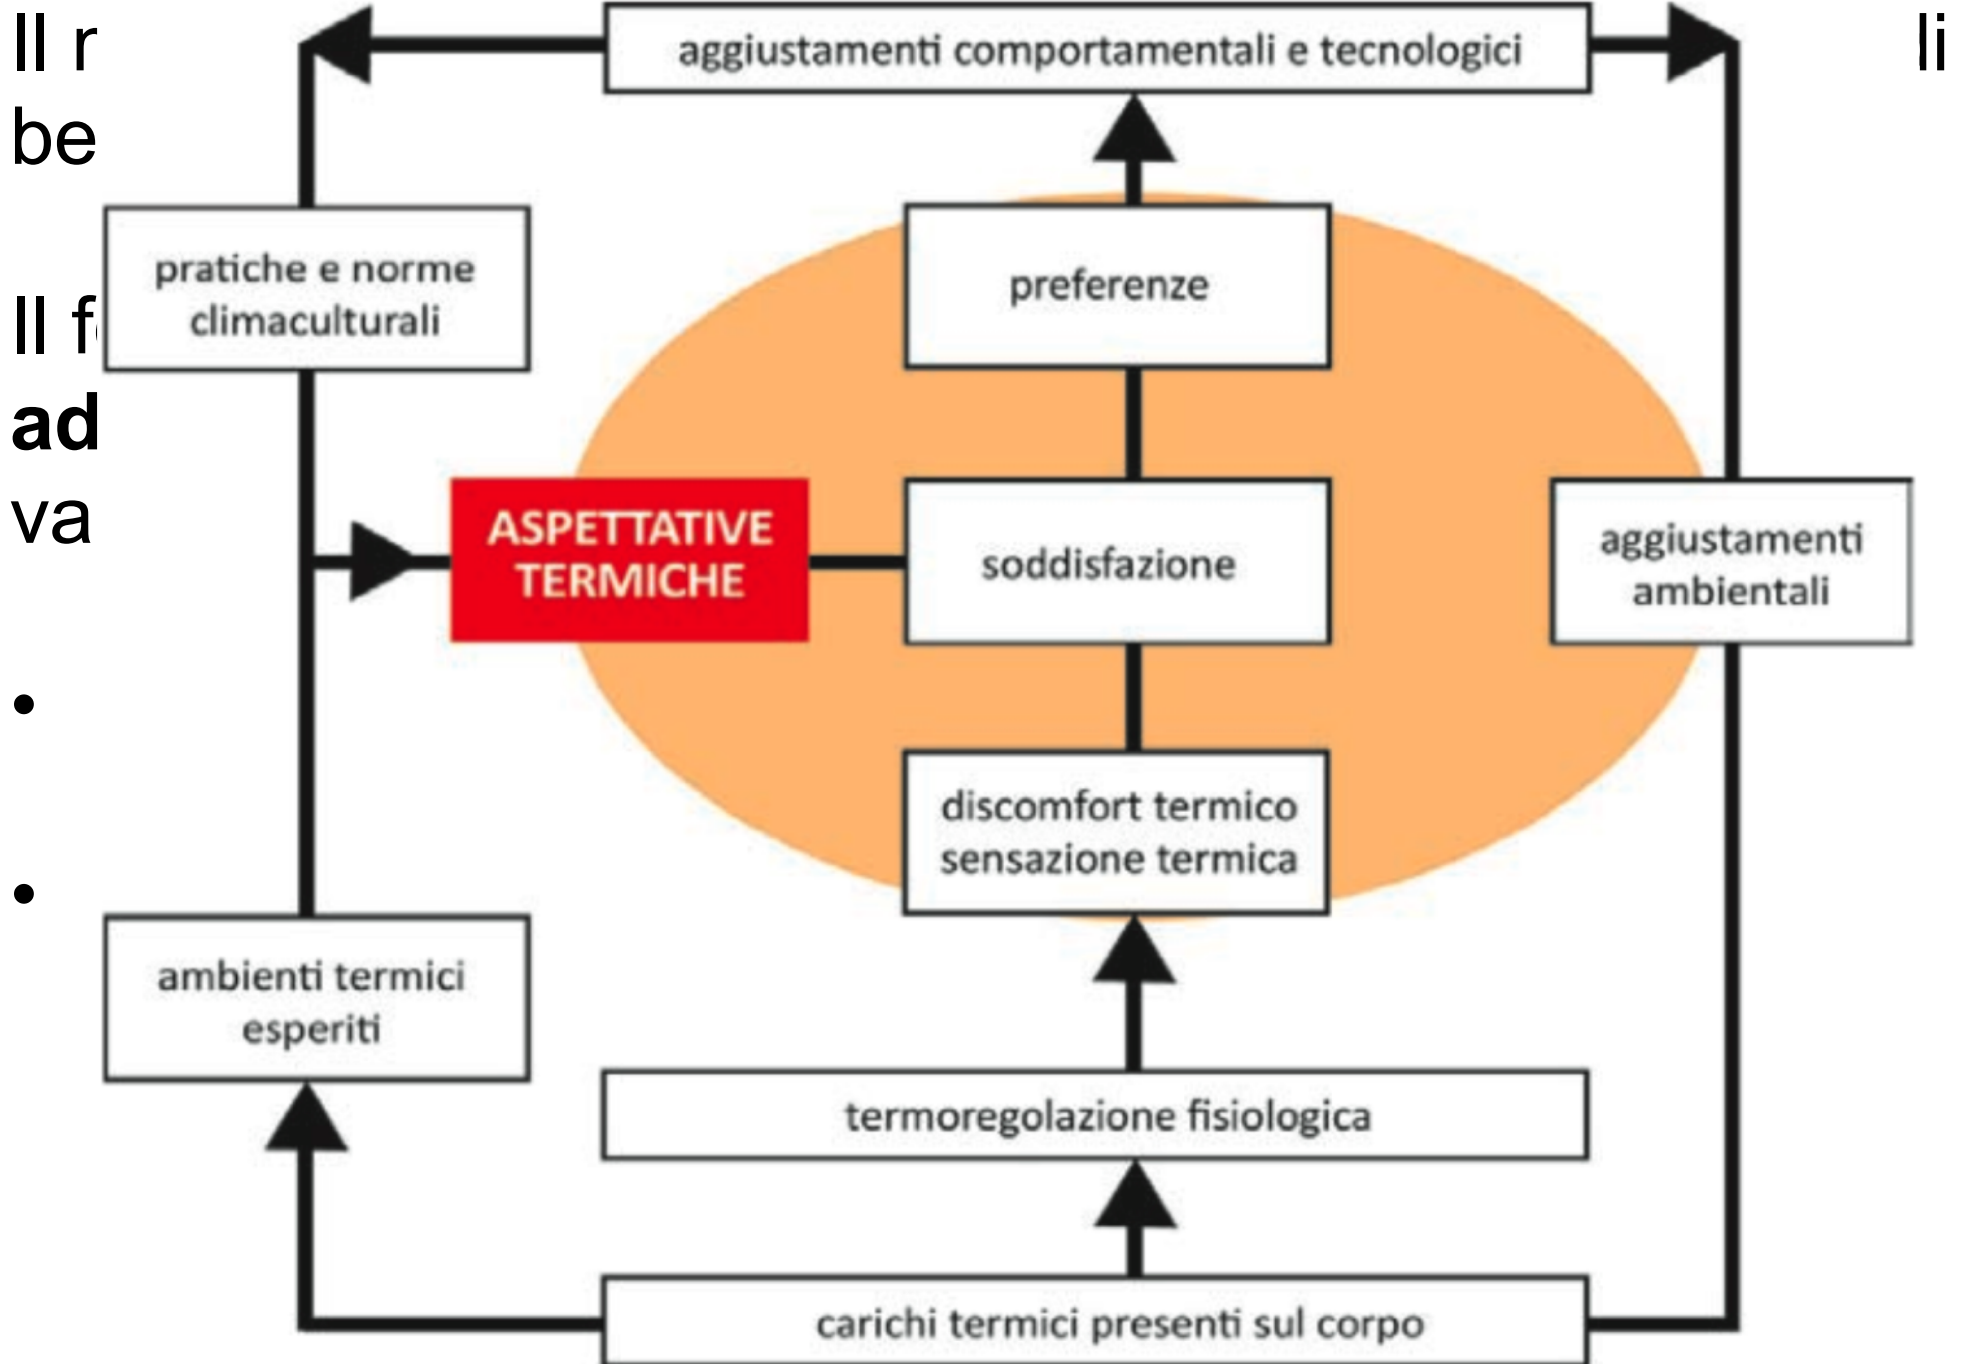 Il
li
be
aggiustamenti comportamentali e tecnologici
pratiche e norme
climaculturali
preferenze
Il
ad
va
ASPETTATIVE
TERMICHE
soddisfazione
aggiustamenti
ambientali
•
discomfort termico
sensazione termica
•
ambienti termici
esperiti
termoregolazione fisiologica
carichi termici presenti sul corpo